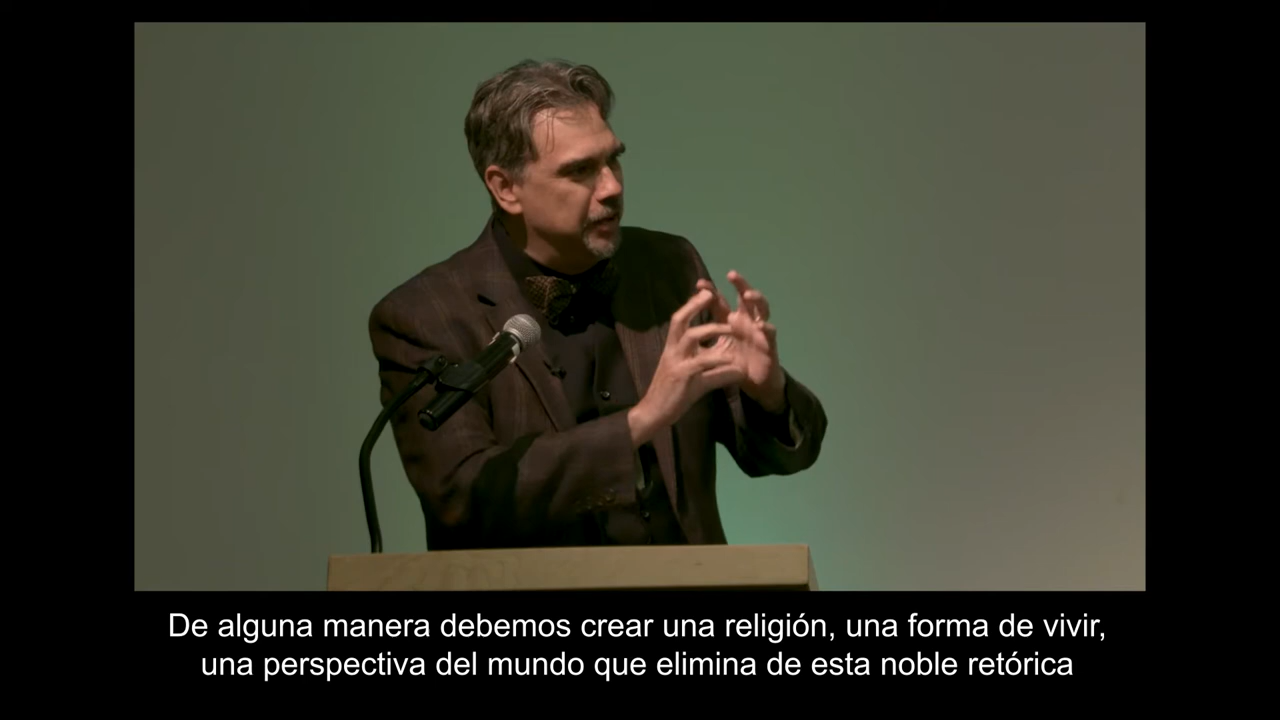 De alguna manera debemos crear una religión, una forma de vivir,
una perspectiva del mundo que elimina de esta noble retórica